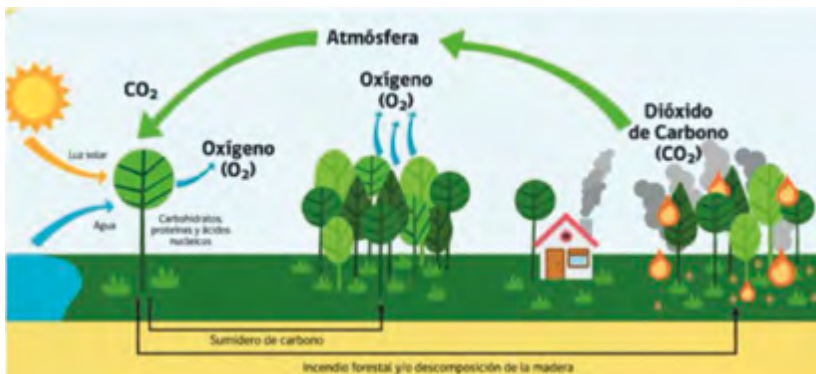 Atmósfera
CO₂
Oxígeno
(O₂)
Dióxido
de Carbono
(CO₂)
Luz solar
Oxígeno
(O₂)
Agua
Carbohidratos,
proteínas y ácidos
nucleicos
Sumidero de carbono
Incendio forestal y/o descomposición de la madera